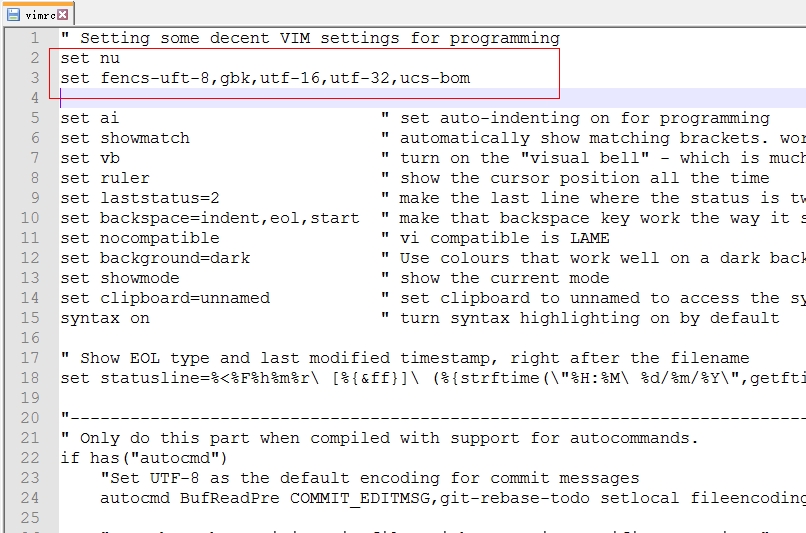 vimrc
1 " Setting some decent VIM settings for programming
2 set nu
3 set fencs-uft-8,gbk,utf-16,utf-32,ucs-bom
4
5 set ai " set auto-indenting on for programming
6 set showmatch " automatically show matching brackets. wor
7 set vb " turn on the "visual bell" - which is much
8 set ruler " show the cursor position all the time
9 set laststatus=2 " make the last line where the status is tw
10 set backspace=indent,eol,start " make that backspace key work the way it s
11 set nocompatible " vi compatible is LAME
12 set background=dark " Use colours that work well on a dark back
13 set showmode " show the current mode
14 set clipboard=unnamed " set clipboard to unnamed to access the sy
15 syntax on " turn syntax highlighting on by default
16
17 " Show EOL type and last modified timestamp, right after the filename
18 set statusline=%<%F%h%m%r\ [%{&ff}]\ (%{strftime(\"%H:%M\ %d/%m/%Y\",getfti
19
20 "--------------------------------------------------------------------------
21 " Only do this part when compiled with support for autocommands.
22 if has("autocmd")
23 "Set UTF-8 as the default encoding for commit messages
24 autocmd BufReadPre COMMIT_EDITMSG,git-rebase-todo setlocal fileencoding
25